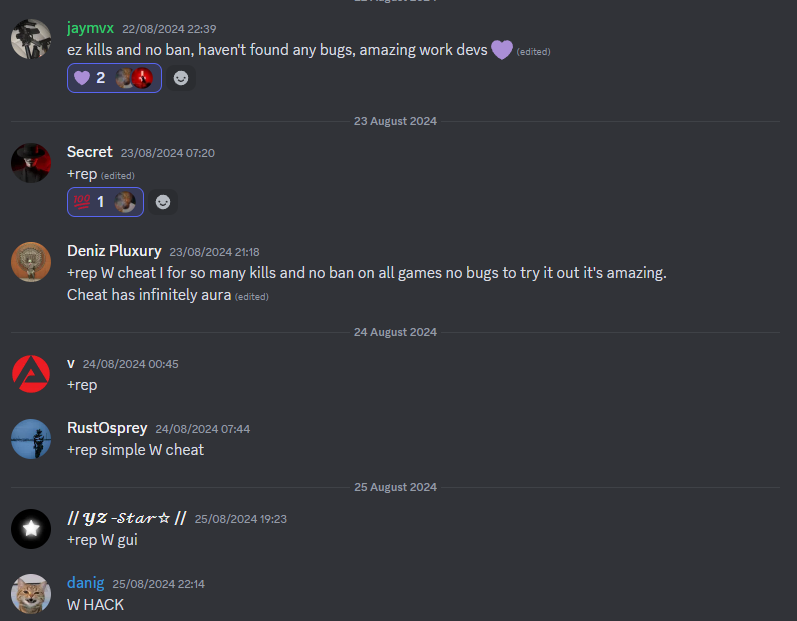 jaymvx 22/08/2024 22:39
ez kills and no ban, haven't found any bugs, amazing work devs 💜 (edited)
💜 2
23 August 2024
Secret 23/08/2024 07:20
+rep (edited)
💯 1
Deniz Pluxury 23/08/2024 21:18
+rep W cheat I for so many kills and no ban on all games no bugs to try it out it's amazing.
Cheat has infinitely aura (edited)
24 August 2024
v 24/08/2024 00:45
+rep
RustOsprey 24/08/2024 07:44
+rep simple W cheat
25 August 2024
// 𝓨𝓩 -𝓢𝓽𝓪𝓻☆ // 25/08/2024 19:23
+rep W gui
danig 25/08/2024 22:14
W HACK